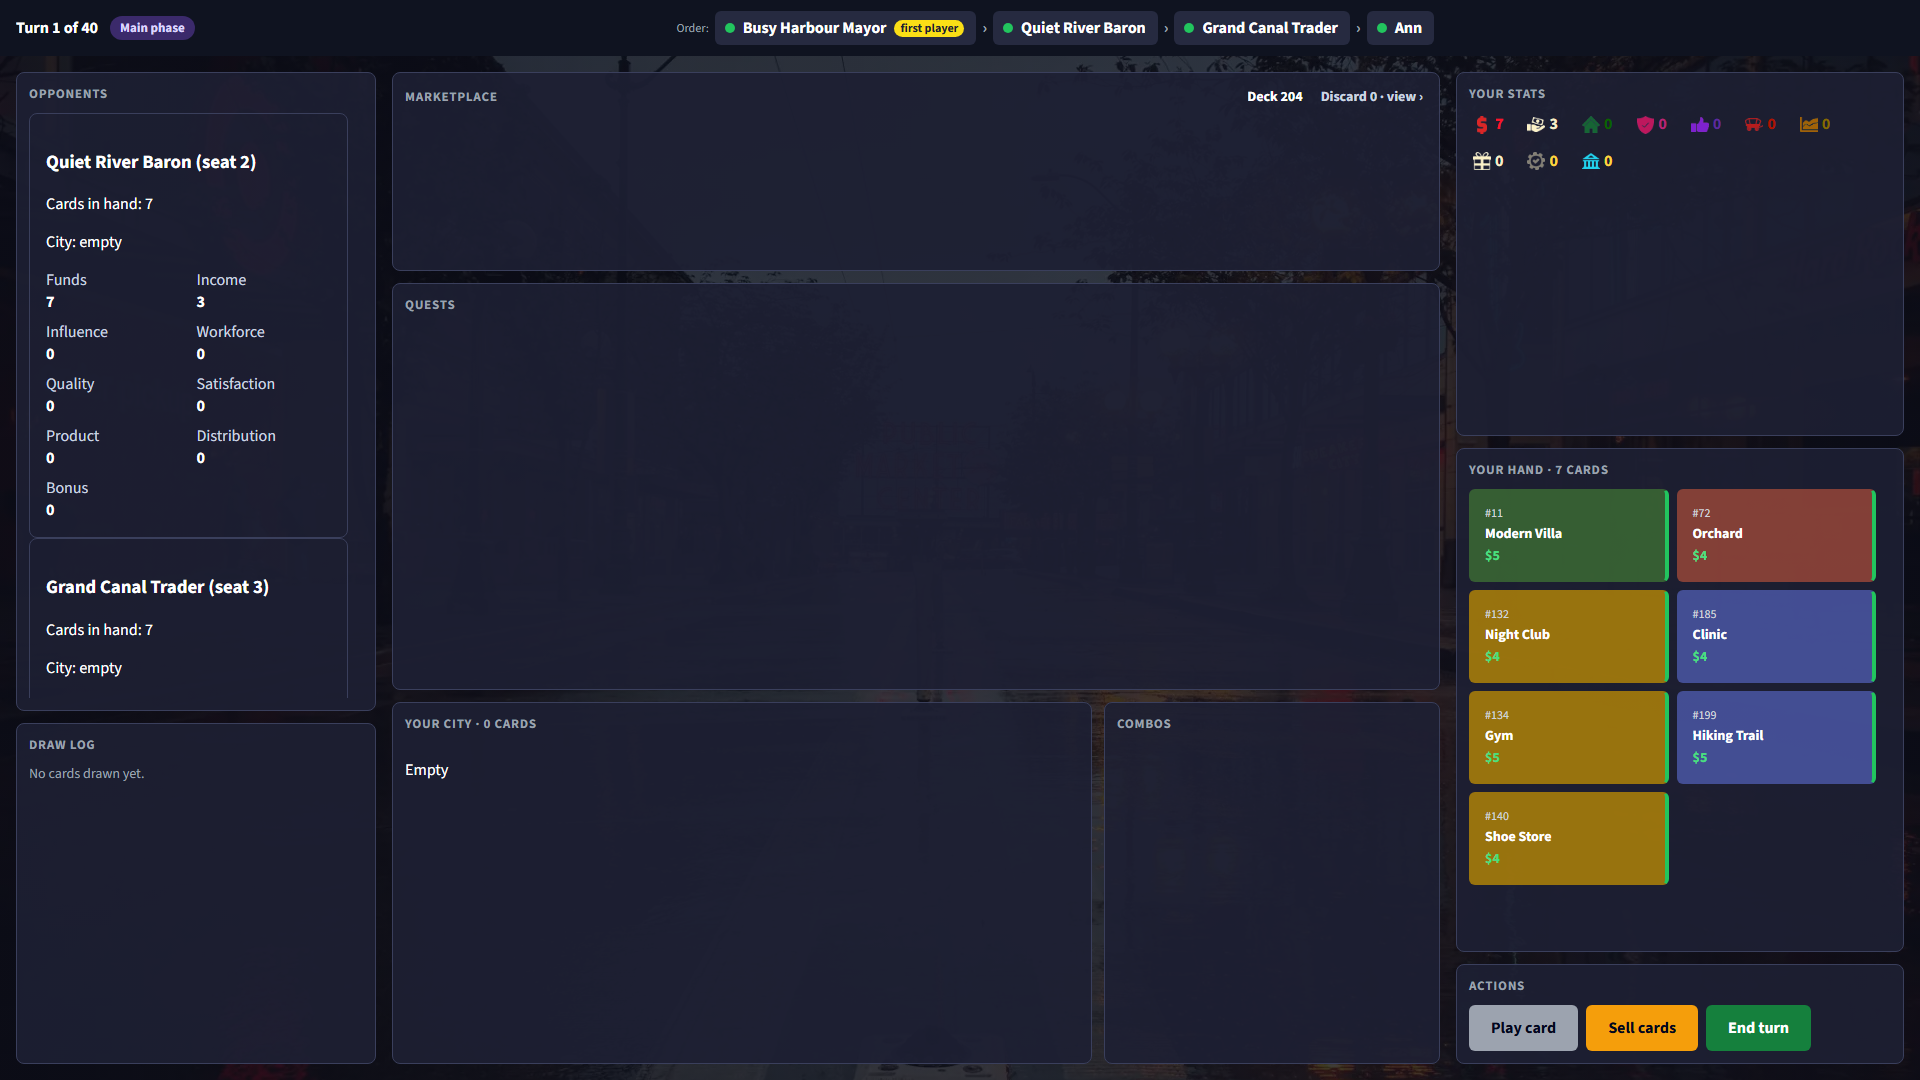 Turn 1 of 40 Main phase
Order: Busy Harbour Mayor first player › Quiet River Baron › Grand Canal Trader › Ann
OPPONENTS
Quiet River Baron (seat 2)
Cards in hand: 7
City: empty
Funds Income
7 3
Influence Workforce
0 0
Quality Satisfaction
0 0
Product Distribution
0 0
Bonus
0
Grand Canal Trader (seat 3)
Cards in hand: 7
City: empty
DRAW LOG
No cards drawn yet.
MARKETPLACE
Deck 204 Discard 0 · view ›
QUESTS
YOUR CITY · 0 CARDS
Empty
COMBOS
YOUR STATS
7 3 0 0 0 0 0
0 0 0
YOUR HAND · 7 CARDS
#11
Modern Villa
$5
#72
Orchard
$4
#132
Night Club
$4
#185
Clinic
$4
#134
Gym
$5
#199
Hiking Trail
$5
#140
Shoe Store
$4
ACTIONS
Play card Sell cards End turn